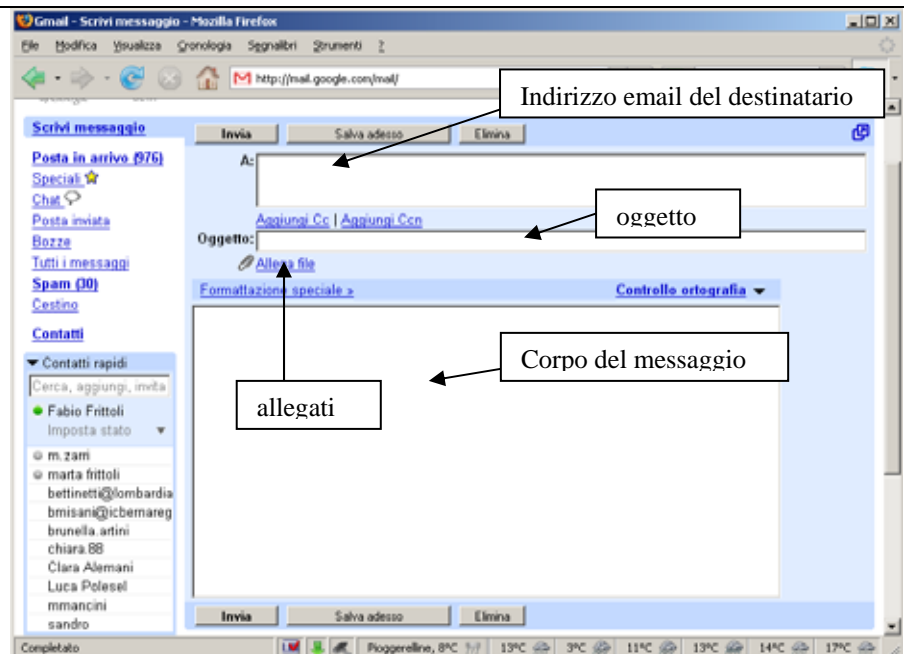 Gmail - Scrivi messaggio - Mozilla Firefox
File Modifica Visualizza Cronologia Segnalibri Strumenti ?
http://mail.google.com/mail/
Indirizzo email del destinatario
Scrivi messaggio
Invia Salva adesso Elimina
Posta in arrivo (976)
A:
Speciali
Chat
Posta inviata
Aggiungi Cc | Aggiungi Ccn
oggetto
Bozze
Oggetto:
Tutti i messaggi
Allega file
Spam (30)
Formattazione speciale »
Controllo ortografia
Cestino
Contatti
Corpo del messaggio
Contatti rapidi
Cerca, aggiungi, invita
allegati
Fabio Frittoli
Imposta stato
m.zarri
marta frittoli
bettinetti@lombardia
bmisani@icbernareg
brunella.artini
chiara.88
Clara Alemani
Luca Polesel
mmancini
sandro
Invia Salva adesso Elimina
Completato
Pioggerelline, 8°C
13°C 3°C 11°C 13°C 14°C 17°C